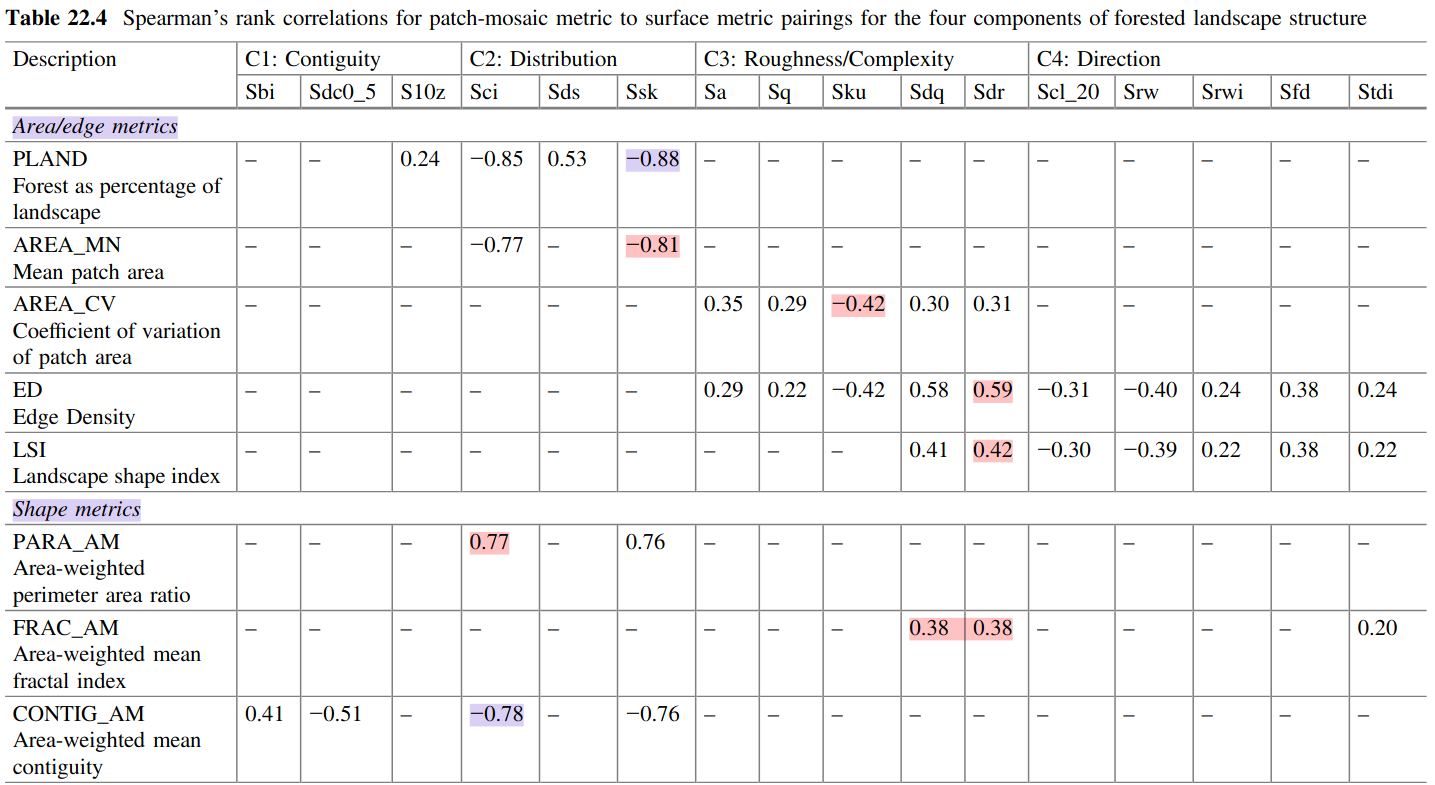 Table 22.4 Spearman’s rank correlations for patch-mosaic metric to surface metric pairings for the four components of forested landscape structure
Description C1: Contiguity C2: Distribution C3: Roughness/Complexity C4: Direction
Sbi Sdc0_5 S10z Sci Sds Ssk Sa Sq Sku Sdq Sdr Scl_20 Srw Srwi Sfd Stdi
Area/edge metrics
PLAND – – 0.24 −0.85 0.53 −0.88 – – – – – – – – – –
Forest as percentage of
landscape
AREA_MN – – – −0.77 – −0.81 – – – – – – – – – –
Mean patch area
AREA_CV – – – – – – 0.35 0.29 −0.42 0.30 0.31 – – – – –
Coefficient of variation
of patch area
ED – – – – – – 0.29 0.22 −0.42 0.58 0.59 −0.31 −0.40 0.24 0.38 0.24
Edge Density
LSI – – – – – – – – – 0.41 0.42 −0.30 −0.39 0.22 0.38 0.22
Landscape shape index
Shape metrics
PARA_AM – – – 0.77 – 0.76 – – – – – – – – – –
Area-weighted
perimeter area ratio
FRAC_AM – – – – – – – – – 0.38 0.38 – – – – 0.20
Area-weighted mean
fractal index
CONTIG_AM 0.41 −0.51 – −0.78 – −0.76 – – – – – – – – – –
Area-weighted mean
contiguity